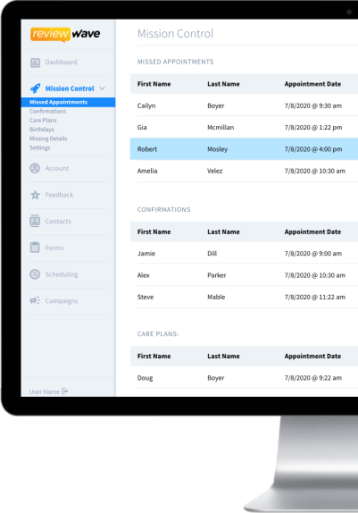 review wave
Dashboard
Mission Control
Missed Appointments
Confirmations
Care Plans
Birthdays
Missing Details
Settings
Account
Feedback
Contacts
Forms
Scheduling
Campaigns
User Name
Mission Control
MISSED APPOINTMENTS
First Name Last Name Appointment Date
Cailyn Boyer 7/8/2020 @ 9:30 am
Gia Mcmillan 7/8/2020 @ 1:22 pm
Robert Mosley 7/8/2020 @ 4:00 pm
Amelia Velez 7/8/2020 @ 10:30 am
CONFIRMATIONS
First Name Last Name Appointment Date
Jamie Dill 7/8/2020 @ 9:00 am
Alex Parker 7/8/2020 @ 10:30 am
Steve Mable 7/8/2020 @ 11:22 am
CARE PLANS:
First Name Last Name Appointment Date
Doug Boyer 7/8/2020 @ 9:22 am